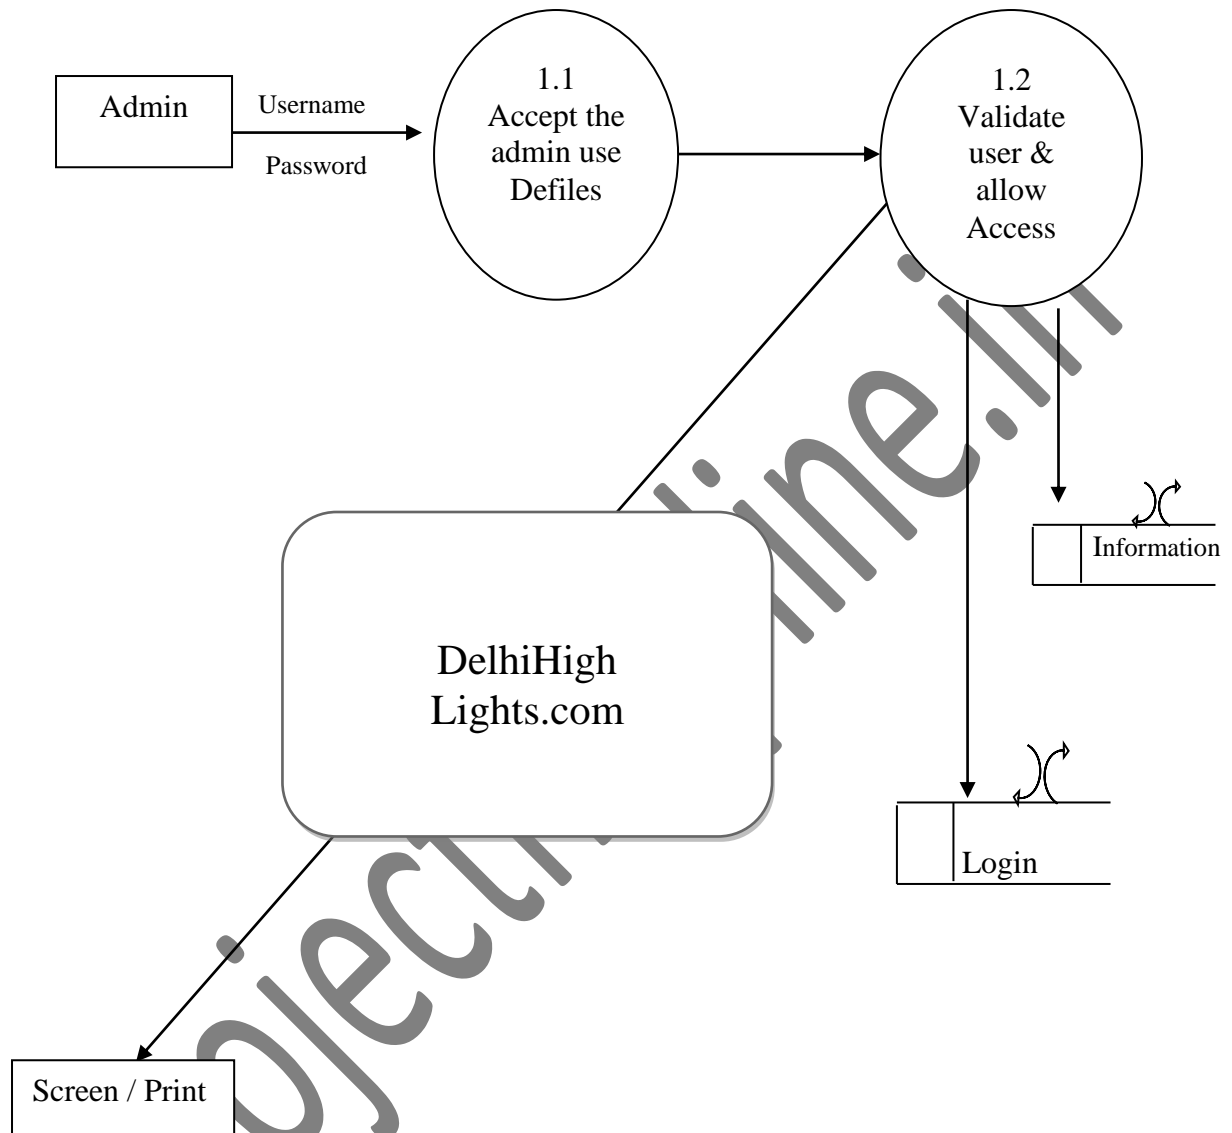 Admin
Username
Password
1.1
Accept the
admin use
Defiles
1.2
Validate
user &
allow
Access
Information
DelhiHigh
Lights.com
Login
Screen / Print